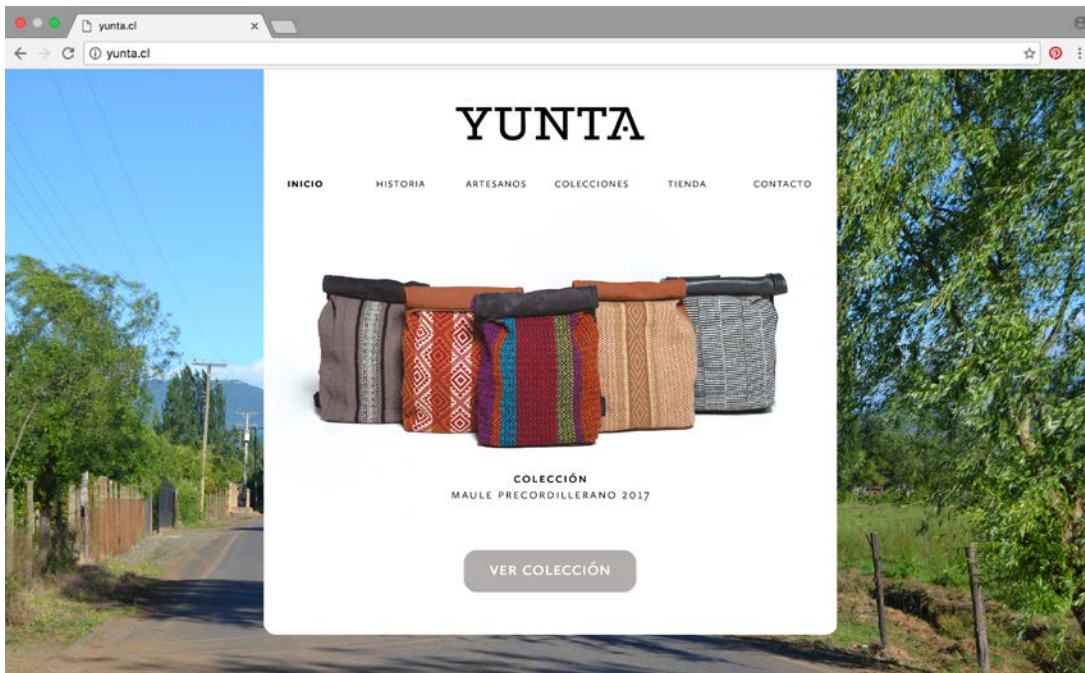 yunta.cl
yunta.cl
YUNTA
INICIO HISTORIA ARTESANOS COLECCIONES TIENDA CONTACTO
COLECCIÓN
MAULE PRECORDILLERANO 2017
VER COLECCIÓN